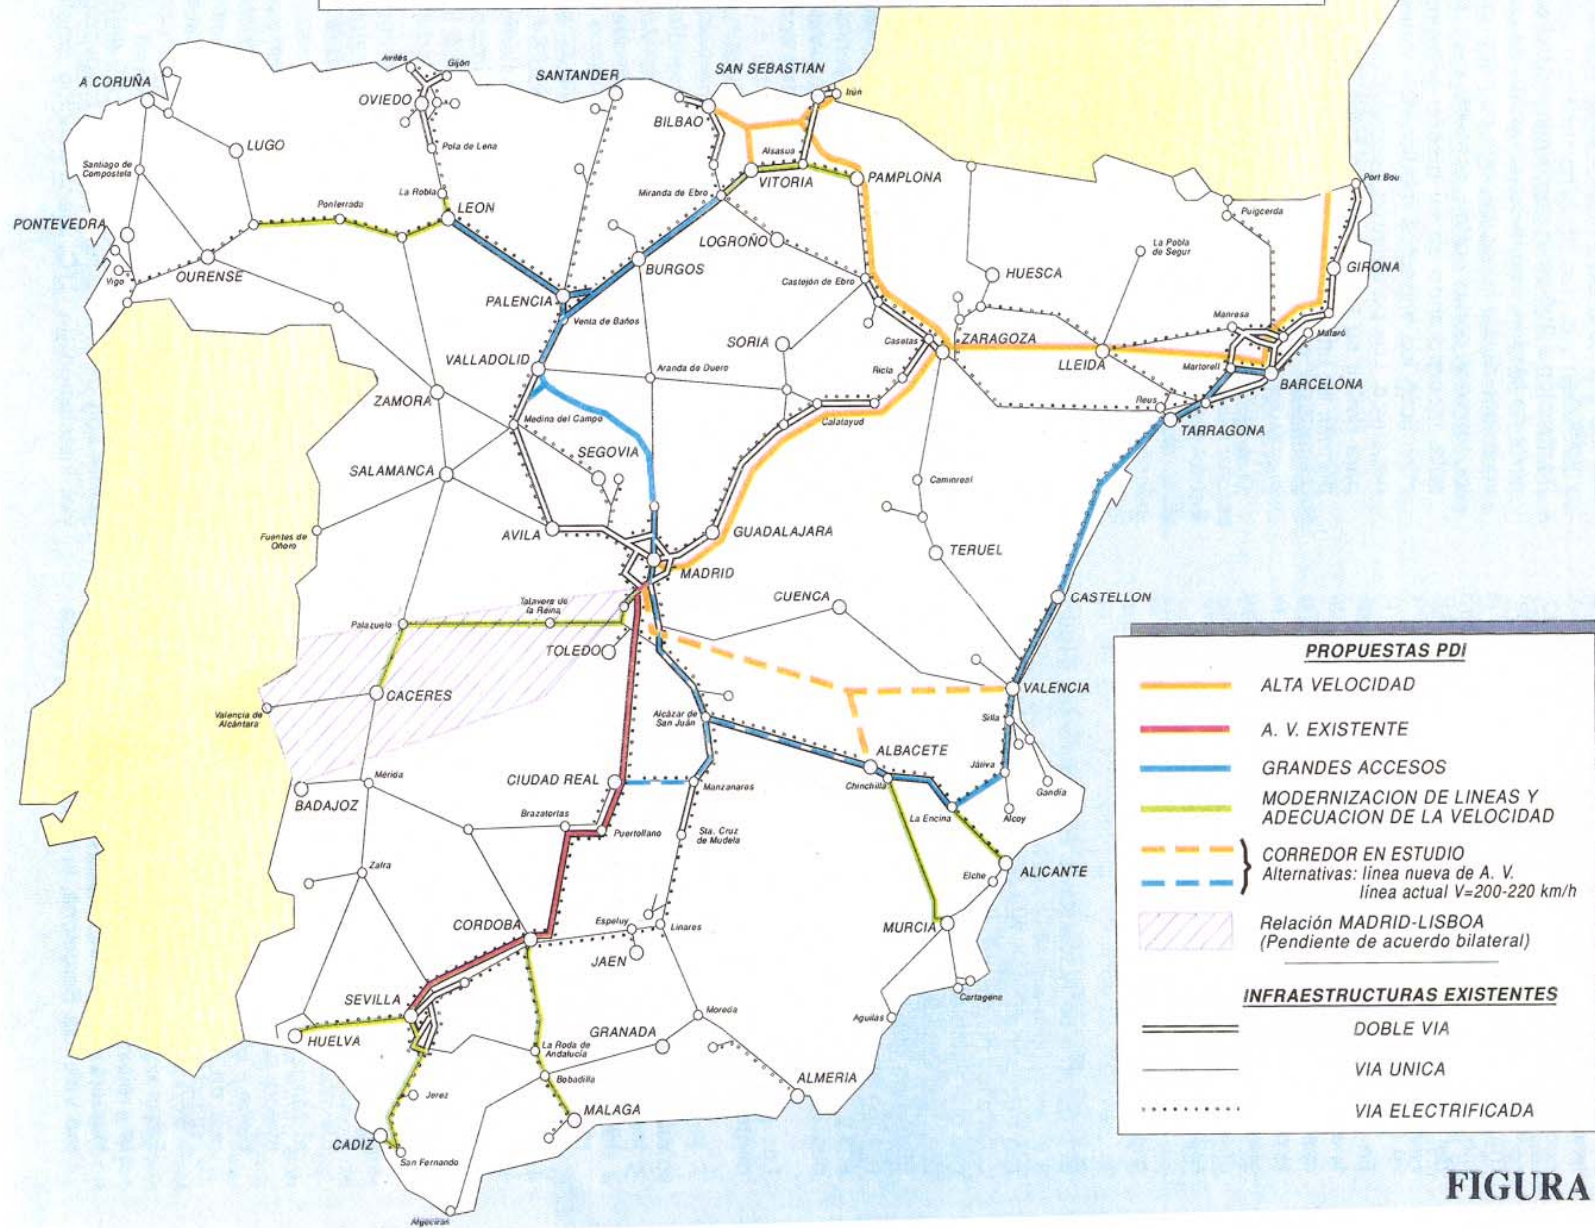 Avilés
Gijón
A CORUÑA
OVIEDO
SANTANDER
SAN SEBASTIAN
Irún
BILBAO
LUGO
Pola de Lena
Alsasua
Santiago de
Compostela
La Robla
Ponferrada
LEON
Miranda de Ebro
VITORIA
PAMPLONA
Port Bou
Puigcerda
PONTEVEDRA
Vigo
OURENSE
LOGROÑO
BURGOS
Castejón de Ebro
HUESCA
La Pobla
de Segur
GIRONA
PALENCIA
Venta de Baños
Manresa
Mataró
VALLADOLID
SORIA
Casetas
ZARAGOZA
LLEIDA
Martorell
BARCELONA
Aranda de Duero
Ricla
ZAMORA
Reus
TARRAGONA
Medina del Campo
Calatayud
SEGOVIA
SALAMANCA
Caminreal
Fuentes de
Oñoro
AVILA
GUADALAJARA
TERUEL
MADRID
CUENCA
CASTELLON
Talavera de
la Reina
Palazuelo
TOLEDO
CACERES
VALENCIA
Valencia de
Alcántara
Alcázar de
San Juán
Silla
ALBACETE
Játiva
Gandía
BADAJOZ
Mérida
CIUDAD REAL
Manzanares
Chinchilla
La Encina
Alcoy
Brazatortas
Puertollano
Sta. Cruz
de Mudela
Zafra
Elche
ALICANTE
CORDOBA
Espeluy
Linares
MURCIA
JAEN
SEVILLA
Cartagena
HUELVA
GRANADA
Moreda
Aguilas
La Roda de
Andalucía
Bobadilla
ALMERIA
Jerez
MALAGA
CADIZ
San Fernando
Algeciras
PROPUESTAS PDI
ALTA VELOCIDAD
A. V. EXISTENTE
GRANDES ACCESOS
MODERNIZACION DE LINEAS Y
ADECUACION DE LA VELOCIDAD
CORREDOR EN ESTUDIO
Alternativas: línea nueva de A. V.
línea actual V=200-220 km/h
Relación MADRID-LISBOA
(Pendiente de acuerdo bilateral)
INFRAESTRUCTURAS EXISTENTES
DOBLE VIA
VIA UNICA
VIA ELECTRIFICADA
FIGURA